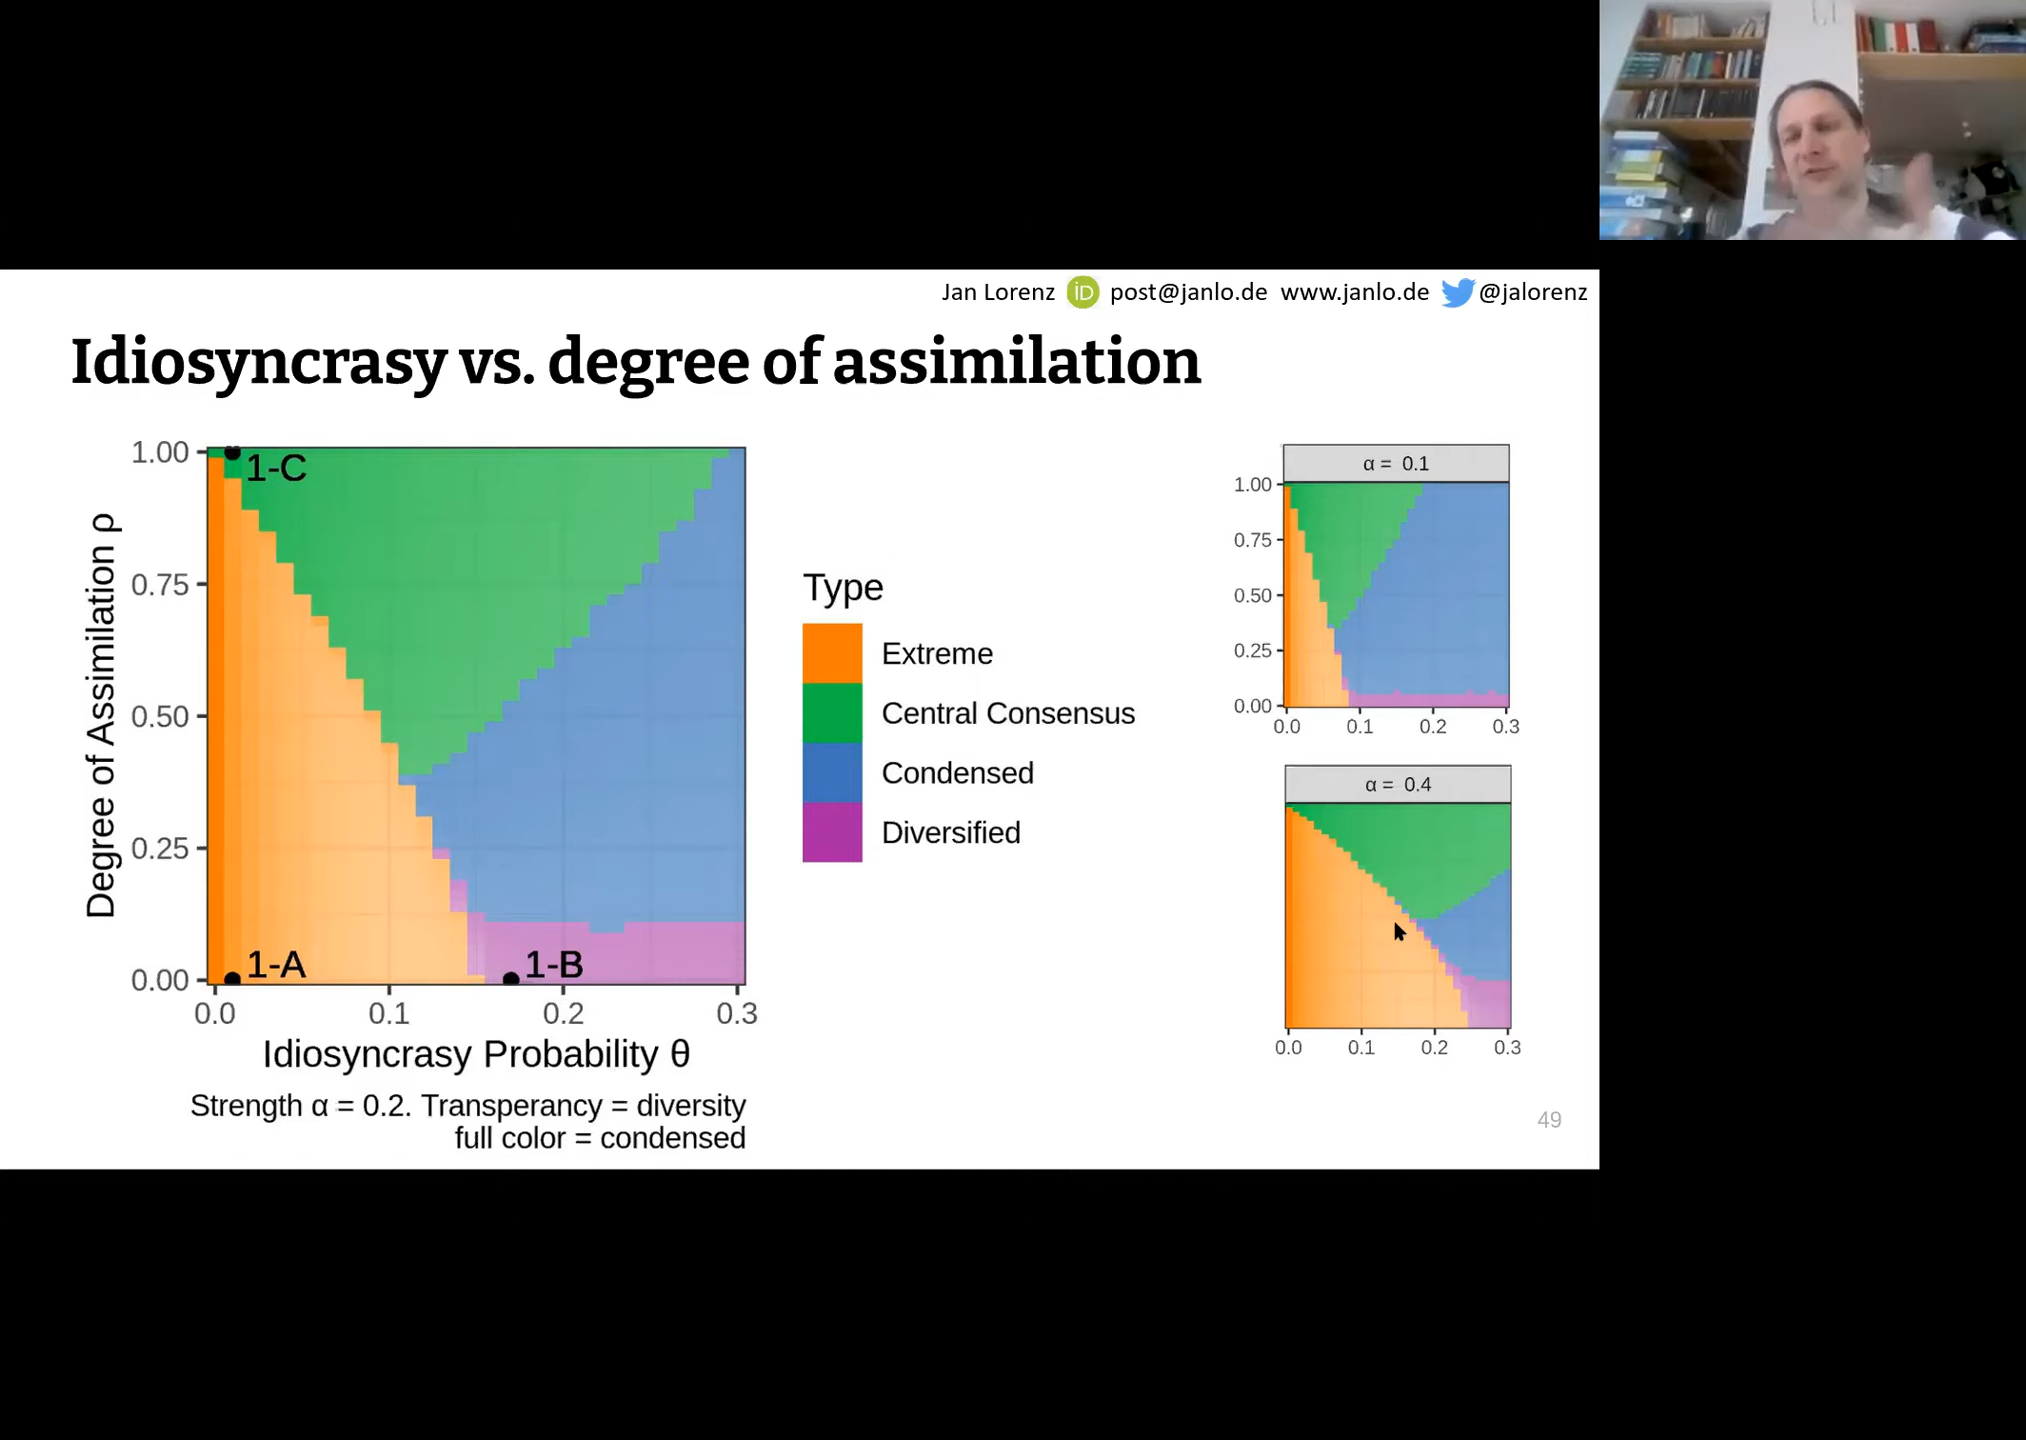 Jan Lorenz iD post@janlo.de www.janlo.de @jalorenz
Idiosyncrasy vs. degree of assimilation
Degree of Assimilation ρ
1.00
0.75
0.50
0.25
0.00
1-C
1-A
1-B
0.0 0.1 0.2 0.3
Idiosyncrasy Probability θ
Strength α = 0.2. Transperancy = diversity
full color = condensed
Type
Extreme
Central Consensus
Condensed
Diversified
α = 0.1
1.00
0.75
0.50
0.25
0.00
0.0 0.1 0.2 0.3
α = 0.4
0.0 0.1 0.2 0.3
49